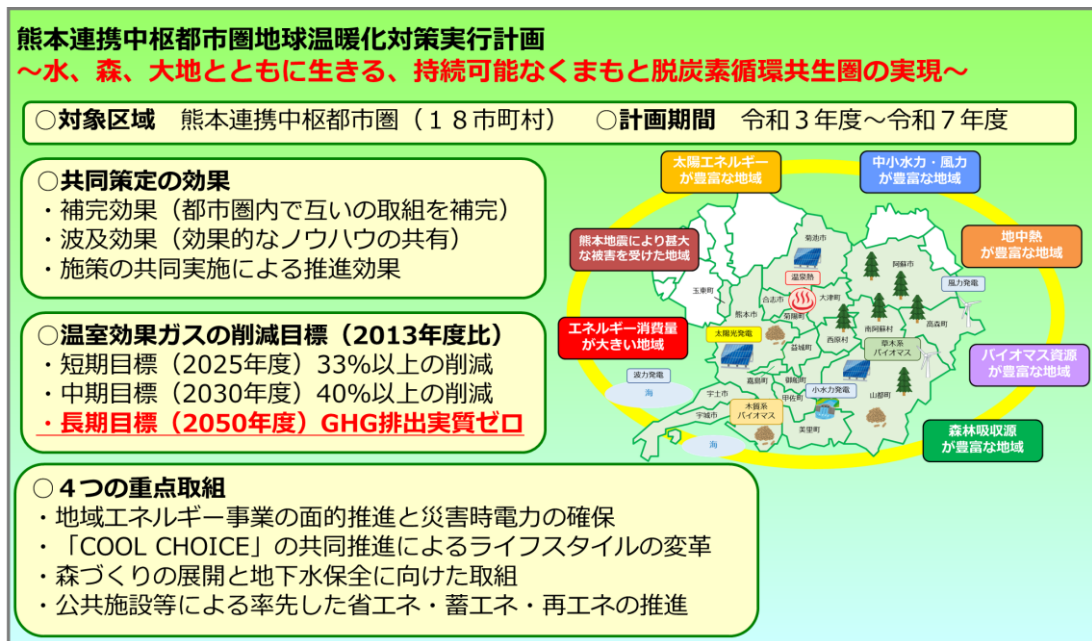 熊本連携中枢都市圏地球温暖化対策実行計画
～水、森、大地とともに生きる、持続可能なくまもと脱炭素循環共生圏の実現～
○対象区域　熊本連携中枢都市圏（１８市町村）　○計画期間　令和３年度～令和７年度
○共同策定の効果
・補完効果（都市圏内で互いの取組を補完）
・波及効果（効果的なノウハウの共有）
・施策の共同実施による推進効果
○温室効果ガスの削減目標（2013年度比）
・短期目標（2025年度）33%以上の削減
・中期目標（2030年度）40%以上の削減
・長期目標（2050年度）GHG排出実質ゼロ
太陽エネルギー
が豊富な地域
中小水力・風力
が豊富な地域
熊本地震により甚大
な被害を受けた地域
地中熱
が豊富な地域
エネルギー消費量
が大きい地域
バイオマス資源
が豊富な地域
森林吸収源
が豊富な地域
菊池市
阿蘇市
温泉熱
風力発電
玉東町
合志市
大津町
熊本市
菊陽町
高森町
南阿蘇村
太陽光発電
西原村
益城町
草木系
バイオマス
波力発電
嘉島町
御船町
小水力発電
海
宇土市
甲佐町
山都町
木質系
バイオマス
宇城市
美里町
海
○４つの重点取組
・地域エネルギー事業の面的推進と災害時電力の確保
・「COOL CHOICE」の共同推進によるライフスタイルの変革
・森づくりの展開と地下水保全に向けた取組
・公共施設等による率先した省エネ・蓄エネ・再エネの推進